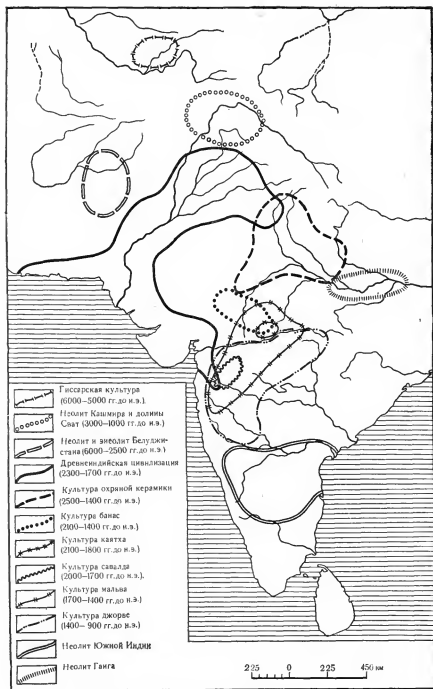 Гиссарская культура
(6000—5000 гг. до н.э.).
Неолит Кашмира и долины
Сват (3000—1000 гг. до н.э.)
Неолит и энеолит Белуджи-
стана (6000—2500 гг. до н.э.)
Древнеиндийская цивилизация
(2300—1700 гг. до н.э.)
Культура охряной керамики
(2500—1400 гг. до н.э.)
Культура банас
(2100—1400 гг. до н.э.)
Культура каятха
(2100—1800 гг. до н.э.)
Культура савалда
(2000—1700 гг. до н.э.).
Культура мальва
(1700—1400 гг. до н.э.)
Культура джорве
(1400— 900 гг. до н.э.)
Неолит Южной Индии
Неолит Ганга
225 0 225 450 км